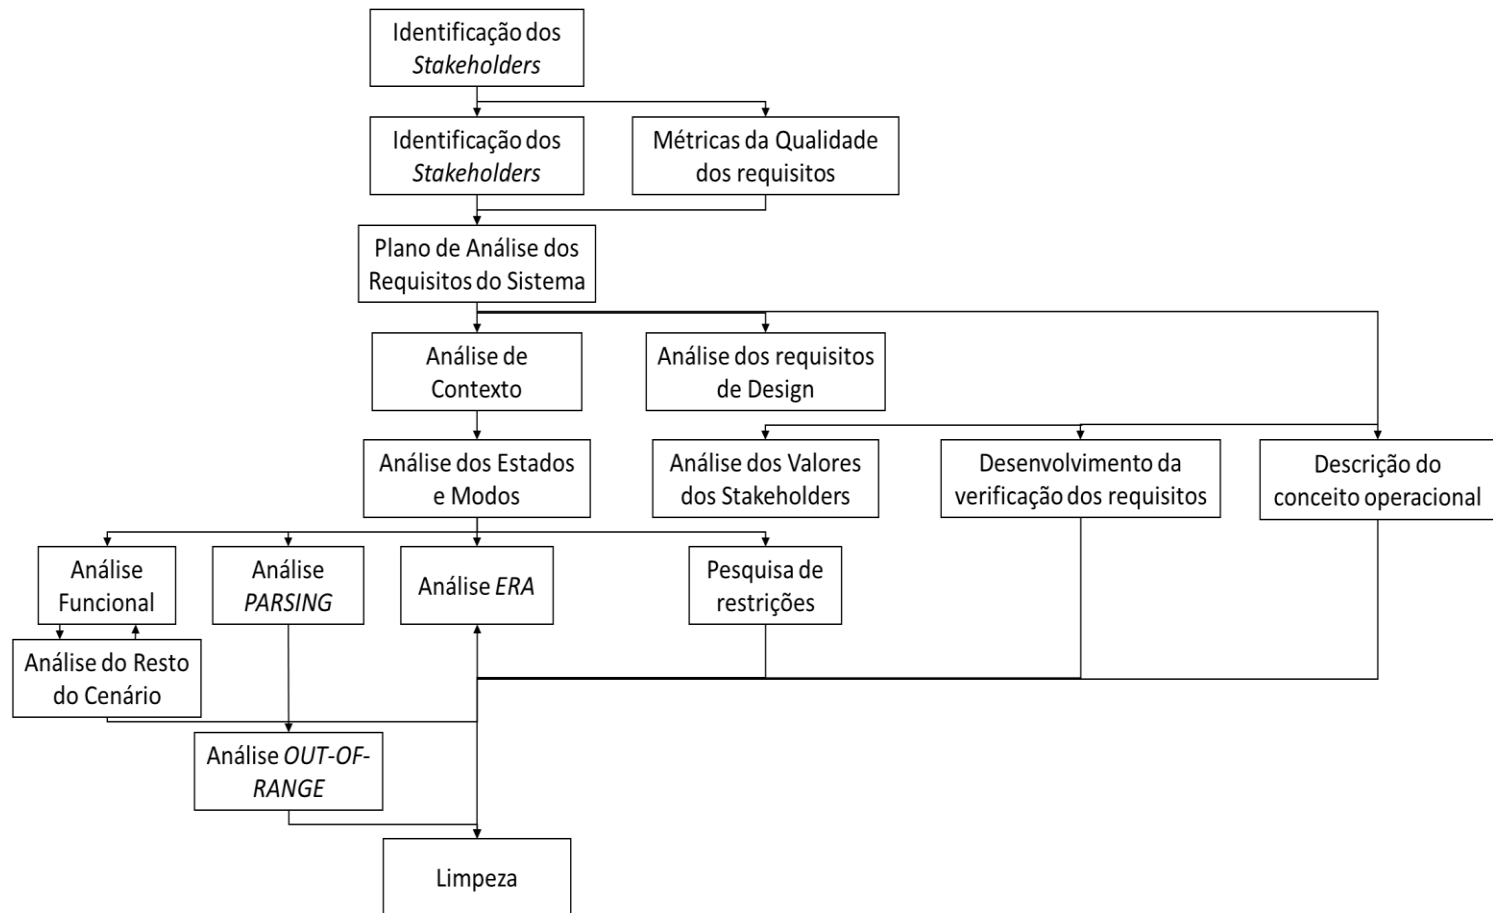 Identificação dos
Stakeholders
Identificação dos
Stakeholders
Métricas da Qualidade
dos requisitos
Plano de Análise dos
Requisitos do Sistema
Análise de
Contexto
Análise dos requisitos
de Design
Análise dos Estados
e Modos
Análise dos Valores
dos Stakeholders
Desenvolvimento da
verificação dos requisitos
Descrição do
conceito operacional
Análise
Funcional
Análise
PARSING
Análise ERA
Pesquisa de
restrições
Análise do Resto
do Cenário
Análise OUT-OF-
RANGE
Limpeza